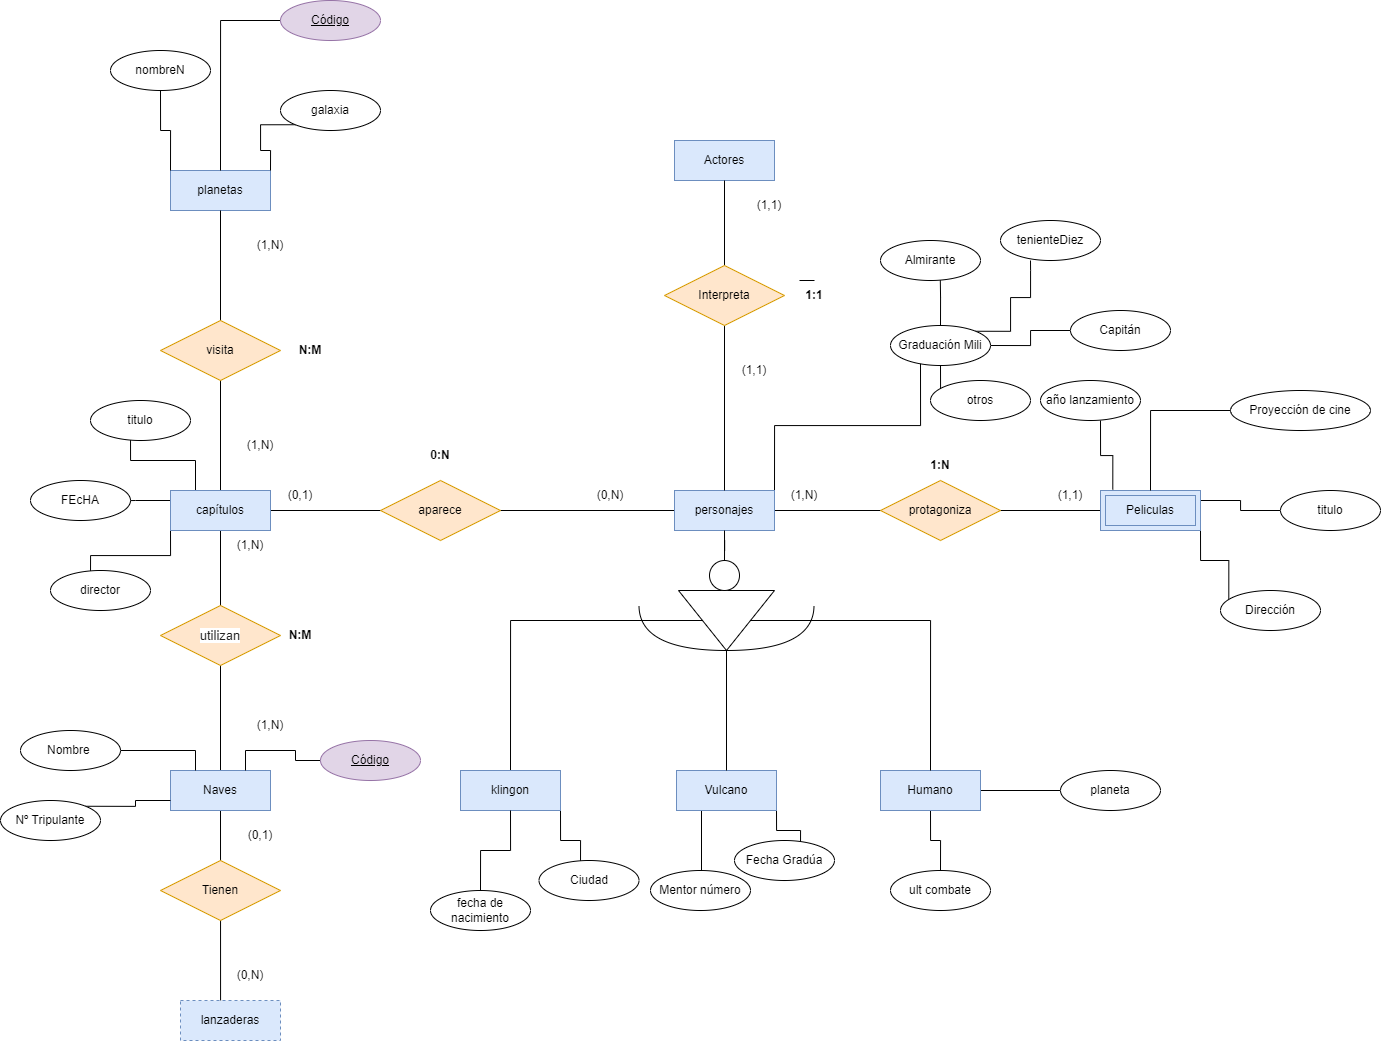 Código
nombreN
galaxia
planetas
Actores
(1,1)
(1,N)
tenienteDiez
Almirante
Interpreta
1:1
Capitán
Graduación Mili
visita
N:M
(1,1)
otros
año lanzamiento
Proyección de cine
titulo
(1,N)
0:N
1:N
FEcHA
capítulos
(0,1)
aparece
(0,N)
personajes
(1,N)
protagoniza
(1,1)
Peliculas
titulo
(1,N)
director
Dirección
utilizan
N:M
(1,N)
Nombre
Código
Naves
klingon
Vulcano
Humano
planeta
Nº Tripulante
(0,1)
Fecha Gradúa
Ciudad
Tienen
Mentor número
ult combate
fecha de
nacimiento
(0,N)
lanzaderas